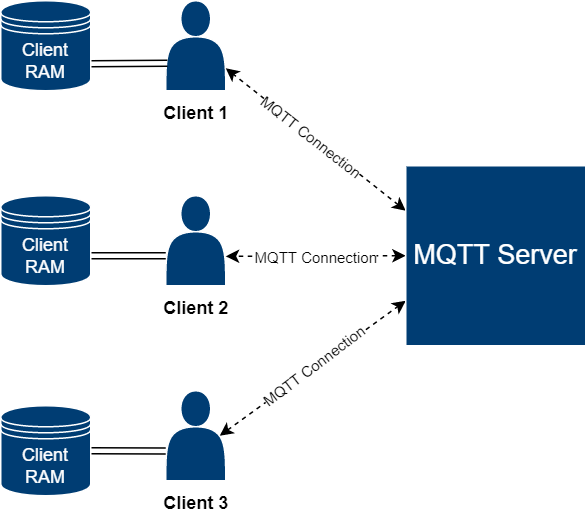 Client
RAM
Client 1
MQTT Connection
Client
RAM
Client 2
MQTT Connection
MQTT Server
MQTT Connection
Client
RAM
Client 3